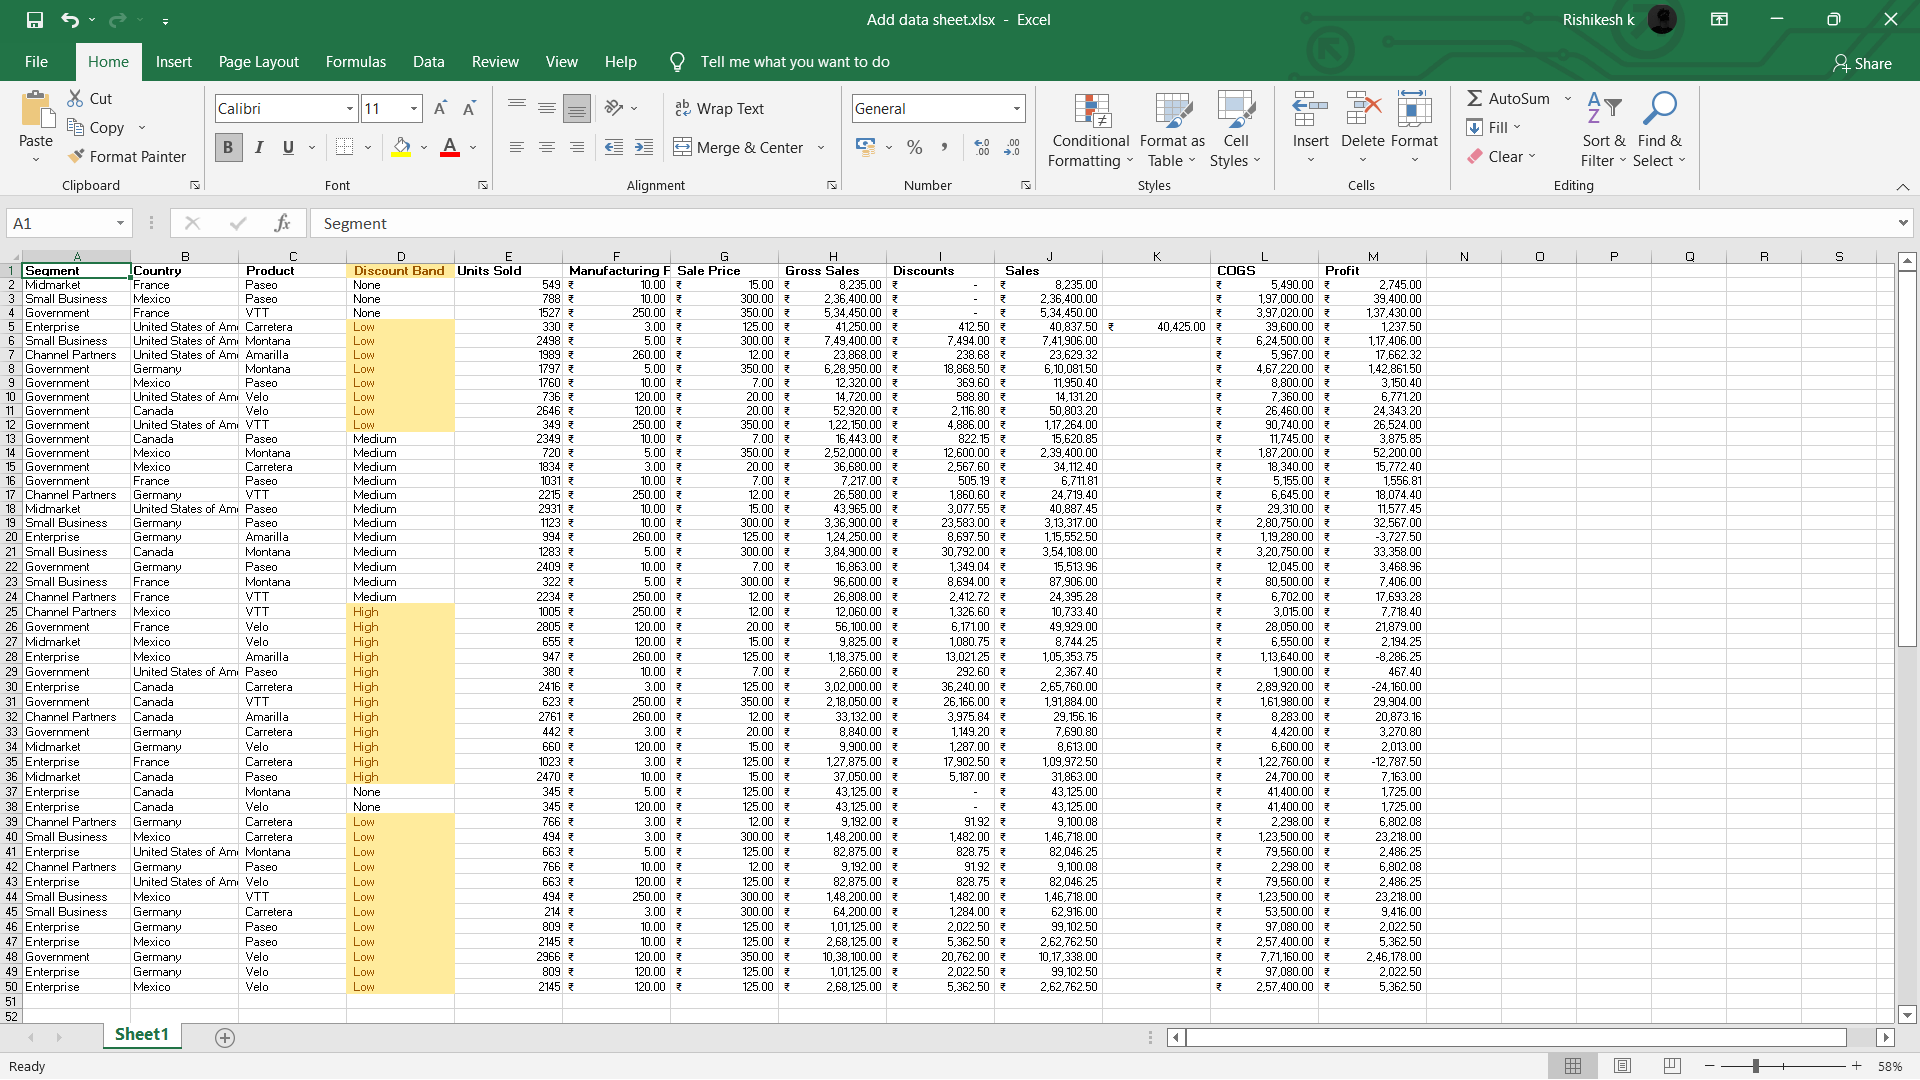 Add data sheet.xlsx - Excel
Rishikesh k
File Home Insert Page Layout Formulas Data Review View Help Tell me what you want to do
Share
Paste
Cut
Copy
Format Painter
Clipboard
Calibri 11
B I U
Font
Wrap Text
Merge & Center
Alignment
General
Number
Conditional Formatting
Format as Table
Cell Styles
Styles
Insert Delete Format
Cells
AutoSum
Fill
Clear
Sort & Filter
Find & Select
Editing
A1 fx Segment
A B C D E F G H I J K L M N O P Q R S
1 Segment Country Product Discount Band Units Sold Manufacturing P Sale Price Gross Sales Discounts Sales COGS Profit
2 Midmarket France Paseo None 549 ₹ 10.00 ₹ 15.00 ₹ 8,235.00 ₹ - ₹ 8,235.00 ₹ 5,490.00 ₹ 2,745.00
3 Small Business Mexico Paseo None 788 ₹ 10.00 ₹ 300.00 ₹ 2,36,400.00 ₹ - ₹ 2,36,400.00 ₹ 1,97,000.00 ₹ 39,400.00
4 Government France VTT None 1527 ₹ 250.00 ₹ 350.00 ₹ 5,34,450.00 ₹ - ₹ 5,34,450.00 ₹ 3,97,020.00 ₹ 1,37,430.00
5 Enterprise United States of Am Carretera Low 330 ₹ 3.00 ₹ 125.00 ₹ 41,250.00 ₹ 412.50 ₹ 40,837.50 ₹ 40,425.00 ₹ 39,600.00 ₹ 1,237.50
6 Small Business United States of Am Montana Low 2498 ₹ 5.00 ₹ 300.00 ₹ 7,49,400.00 ₹ 7,494.00 ₹ 7,41,906.00 ₹ 6,24,500.00 ₹ 1,17,406.00
7 Channel Partners United States of Am Amarilla Low 1989 ₹ 260.00 ₹ 12.00 ₹ 23,868.00 ₹ 238.68 ₹ 23,629.32 ₹ 5,967.00 ₹ 17,662.32
8 Government Germany Montana Low 1797 ₹ 5.00 ₹ 350.00 ₹ 6,28,950.00 ₹ 18,868.50 ₹ 6,10,081.50 ₹ 4,67,220.00 ₹ 1,42,861.50
9 Government Mexico Paseo Low 1760 ₹ 10.00 ₹ 7.00 ₹ 12,320.00 ₹ 369.60 ₹ 11,950.40 ₹ 8,800.00 ₹ 3,150.40
10 Government United States of Am Velo Low 736 ₹ 120.00 ₹ 20.00 ₹ 14,720.00 ₹ 588.80 ₹ 14,131.20 ₹ 7,360.00 ₹ 6,771.20
11 Government Canada Velo Low 2646 ₹ 120.00 ₹ 20.00 ₹ 52,920.00 ₹ 2,116.80 ₹ 50,803.20 ₹ 26,460.00 ₹ 24,343.20
12 Government United States of Am VTT Low 349 ₹ 250.00 ₹ 350.00 ₹ 1,22,150.00 ₹ 4,886.00 ₹ 1,17,264.00 ₹ 90,740.00 ₹ 26,524.00
13 Government Canada Paseo Medium 2349 ₹ 10.00 ₹ 7.00 ₹ 16,443.00 ₹ 822.15 ₹ 15,620.85 ₹ 11,745.00 ₹ 3,875.85
14 Government Mexico Montana Medium 720 ₹ 5.00 ₹ 350.00 ₹ 2,52,000.00 ₹ 12,600.00 ₹ 2,39,400.00 ₹ 1,87,200.00 ₹ 52,200.00
15 Government Mexico Carretera Medium 1834 ₹ 3.00 ₹ 20.00 ₹ 36,680.00 ₹ 2,567.60 ₹ 34,112.40 ₹ 18,340.00 ₹ 15,772.40
16 Government France Paseo Medium 1031 ₹ 10.00 ₹ 7.00 ₹ 7,217.00 ₹ 505.19 ₹ 6,711.81 ₹ 5,155.00 ₹ 1,556.81
17 Channel Partners Germany VTT Medium 2215 ₹ 250.00 ₹ 12.00 ₹ 26,580.00 ₹ 1,860.60 ₹ 24,719.40 ₹ 6,645.00 ₹ 18,074.40
18 Midmarket United States of Am Paseo Medium 2931 ₹ 10.00 ₹ 15.00 ₹ 43,965.00 ₹ 3,077.55 ₹ 40,887.45 ₹ 29,310.00 ₹ 11,577.45
19 Small Business Germany Paseo Medium 1123 ₹ 10.00 ₹ 300.00 ₹ 3,36,900.00 ₹ 23,583.00 ₹ 3,13,317.00 ₹ 2,80,750.00 ₹ 32,567.00
20 Enterprise Germany Amarilla Medium 994 ₹ 260.00 ₹ 125.00 ₹ 1,24,250.00 ₹ 8,697.50 ₹ 1,15,552.50 ₹ 1,19,280.00 ₹ -3,727.50
21 Small Business Canada Montana Medium 1283 ₹ 5.00 ₹ 300.00 ₹ 3,84,900.00 ₹ 30,792.00 ₹ 3,54,108.00 ₹ 3,20,750.00 ₹ 33,358.00
22 Government Germany Paseo Medium 2409 ₹ 10.00 ₹ 7.00 ₹ 16,863.00 ₹ 1,349.04 ₹ 15,513.96 ₹ 12,045.00 ₹ 3,468.96
23 Small Business France Montana Medium 322 ₹ 5.00 ₹ 300.00 ₹ 96,600.00 ₹ 8,694.00 ₹ 87,906.00 ₹ 80,500.00 ₹ 7,406.00
24 Channel Partners France VTT Medium 2234 ₹ 250.00 ₹ 12.00 ₹ 26,808.00 ₹ 2,412.72 ₹ 24,395.28 ₹ 6,702.00 ₹ 17,693.28
25 Channel Partners Mexico VTT High 1005 ₹ 250.00 ₹ 12.00 ₹ 12,060.00 ₹ 1,326.60 ₹ 10,733.40 ₹ 3,015.00 ₹ 7,718.40
26 Government France Velo High 2805 ₹ 120.00 ₹ 20.00 ₹ 56,100.00 ₹ 6,171.00 ₹ 49,929.00 ₹ 28,050.00 ₹ 21,879.00
27 Midmarket Mexico Velo High 655 ₹ 120.00 ₹ 15.00 ₹ 9,825.00 ₹ 1,080.75 ₹ 8,744.25 ₹ 6,550.00 ₹ 2,194.25
28 Enterprise Mexico Amarilla High 947 ₹ 260.00 ₹ 125.00 ₹ 1,18,375.00 ₹ 13,021.25 ₹ 1,05,353.75 ₹ 1,13,640.00 ₹ -8,286.25
29 Government United States of Am Paseo High 380 ₹ 10.00 ₹ 7.00 ₹ 2,660.00 ₹ 292.60 ₹ 2,367.40 ₹ 1,900.00 ₹ 467.40
30 Enterprise Canada Carretera High 2416 ₹ 3.00 ₹ 125.00 ₹ 3,02,000.00 ₹ 36,240.00 ₹ 2,65,760.00 ₹ 2,89,920.00 ₹ -24,160.00
31 Government Canada VTT High 623 ₹ 250.00 ₹ 350.00 ₹ 2,18,050.00 ₹ 26,166.00 ₹ 1,91,884.00 ₹ 1,61,980.00 ₹ 29,904.00
32 Channel Partners Canada Amarilla High 2761 ₹ 260.00 ₹ 12.00 ₹ 33,132.00 ₹ 3,975.84 ₹ 29,156.16 ₹ 8,283.00 ₹ 20,873.16
33 Government Germany Carretera High 442 ₹ 3.00 ₹ 20.00 ₹ 8,840.00 ₹ 1,149.20 ₹ 7,690.80 ₹ 4,420.00 ₹ 3,270.80
34 Midmarket Germany Velo High 660 ₹ 120.00 ₹ 15.00 ₹ 9,900.00 ₹ 1,287.00 ₹ 8,613.00 ₹ 6,600.00 ₹ 2,013.00
35 Enterprise France Carretera High 1023 ₹ 3.00 ₹ 125.00 ₹ 1,27,875.00 ₹ 17,902.50 ₹ 1,09,972.50 ₹ 1,22,760.00 ₹ -12,787.50
36 Midmarket Canada Paseo High 2470 ₹ 10.00 ₹ 15.00 ₹ 37,050.00 ₹ 5,187.00 ₹ 31,863.00 ₹ 24,700.00 ₹ 7,163.00
37 Enterprise Canada Montana None 345 ₹ 5.00 ₹ 125.00 ₹ 43,125.00 ₹ - ₹ 43,125.00 ₹ 41,400.00 ₹ 1,725.00
38 Enterprise Canada Velo None 345 ₹ 120.00 ₹ 125.00 ₹ 43,125.00 ₹ - ₹ 43,125.00 ₹ 41,400.00 ₹ 1,725.00
39 Channel Partners Germany Carretera Low 766 ₹ 3.00 ₹ 12.00 ₹ 9,192.00 ₹ 91.92 ₹ 9,100.08 ₹ 2,298.00 ₹ 6,802.08
40 Small Business Mexico Carretera Low 494 ₹ 3.00 ₹ 300.00 ₹ 1,48,200.00 ₹ 1,482.00 ₹ 1,46,718.00 ₹ 1,23,500.00 ₹ 23,218.00
41 Enterprise United States of Am Montana Low 663 ₹ 5.00 ₹ 125.00 ₹ 82,875.00 ₹ 828.75 ₹ 82,046.25 ₹ 79,560.00 ₹ 2,486.25
42 Channel Partners Germany Paseo Low 766 ₹ 10.00 ₹ 12.00 ₹ 9,192.00 ₹ 91.92 ₹ 9,100.08 ₹ 2,298.00 ₹ 6,802.08
43 Enterprise United States of Am Velo Low 663 ₹ 120.00 ₹ 125.00 ₹ 82,875.00 ₹ 828.75 ₹ 82,046.25 ₹ 79,560.00 ₹ 2,486.25
44 Small Business Mexico VTT Low 494 ₹ 250.00 ₹ 300.00 ₹ 1,48,200.00 ₹ 1,482.00 ₹ 1,46,718.00 ₹ 1,23,500.00 ₹ 23,218.00
45 Small Business Germany Carretera Low 214 ₹ 3.00 ₹ 300.00 ₹ 64,200.00 ₹ 1,284.00 ₹ 62,916.00 ₹ 53,500.00 ₹ 9,416.00
46 Enterprise Germany Paseo Low 809 ₹ 10.00 ₹ 125.00 ₹ 1,01,125.00 ₹ 2,022.50 ₹ 99,102.50 ₹ 97,080.00 ₹ 2,022.50
47 Enterprise Mexico Paseo Low 2145 ₹ 10.00 ₹ 125.00 ₹ 2,68,125.00 ₹ 5,362.50 ₹ 2,62,762.50 ₹ 2,57,400.00 ₹ 5,362.50
48 Government Germany Velo Low 2966 ₹ 120.00 ₹ 350.00 ₹ 10,38,100.00 ₹ 20,762.00 ₹ 10,17,338.00 ₹ 7,71,160.00 ₹ 2,46,178.00
49 Enterprise Germany Velo Low 809 ₹ 120.00 ₹ 125.00 ₹ 1,01,125.00 ₹ 2,022.50 ₹ 99,102.50 ₹ 97,080.00 ₹ 2,022.50
50 Enterprise Mexico Velo Low 2145 ₹ 120.00 ₹ 125.00 ₹ 2,68,125.00 ₹ 5,362.50 ₹ 2,62,762.50 ₹ 2,57,400.00 ₹ 5,362.50
51
52
Sheet1
Ready
58%